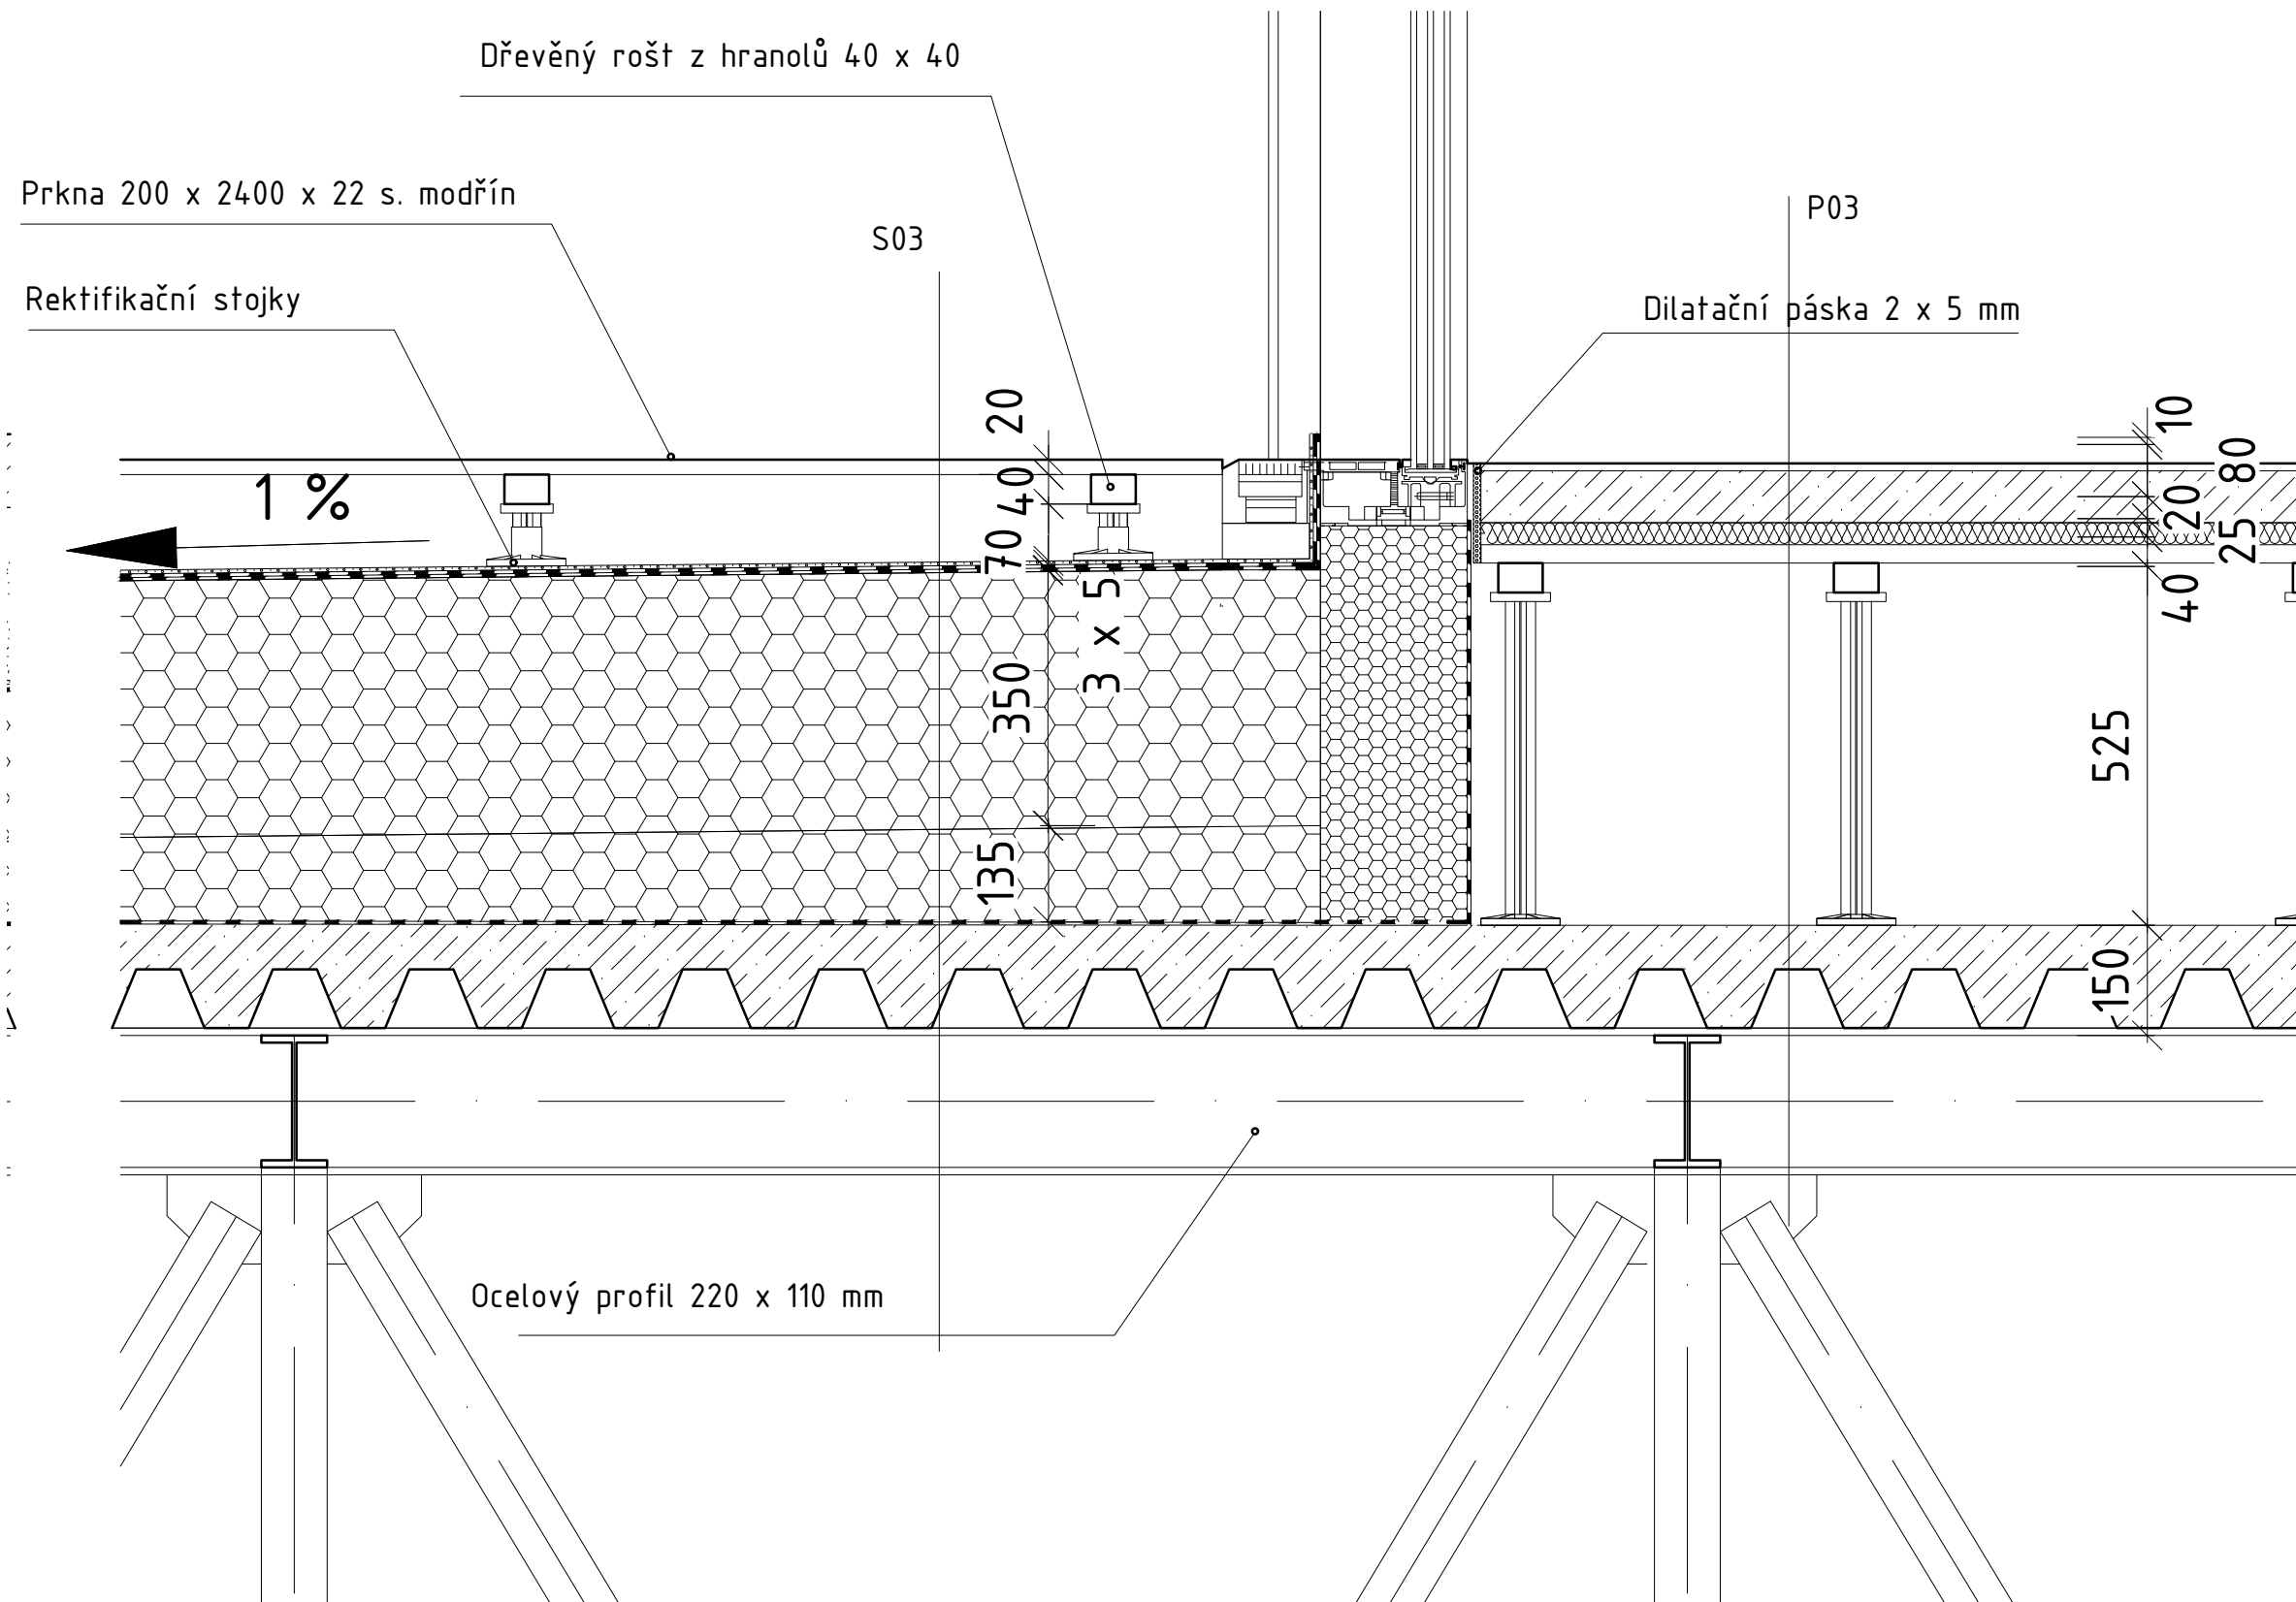 Dřevěný rošt z hranolů 40 x 40
Prkna 200 x 2400 x 22 s. modřín
P03
S03
Rektifikační stojky
Dilatační páska 2 x 5 mm
20
10
40
80
1 %
20
70
25
3 x 5
40
350
525
135
150
Ocelový profil 220 x 110 mm